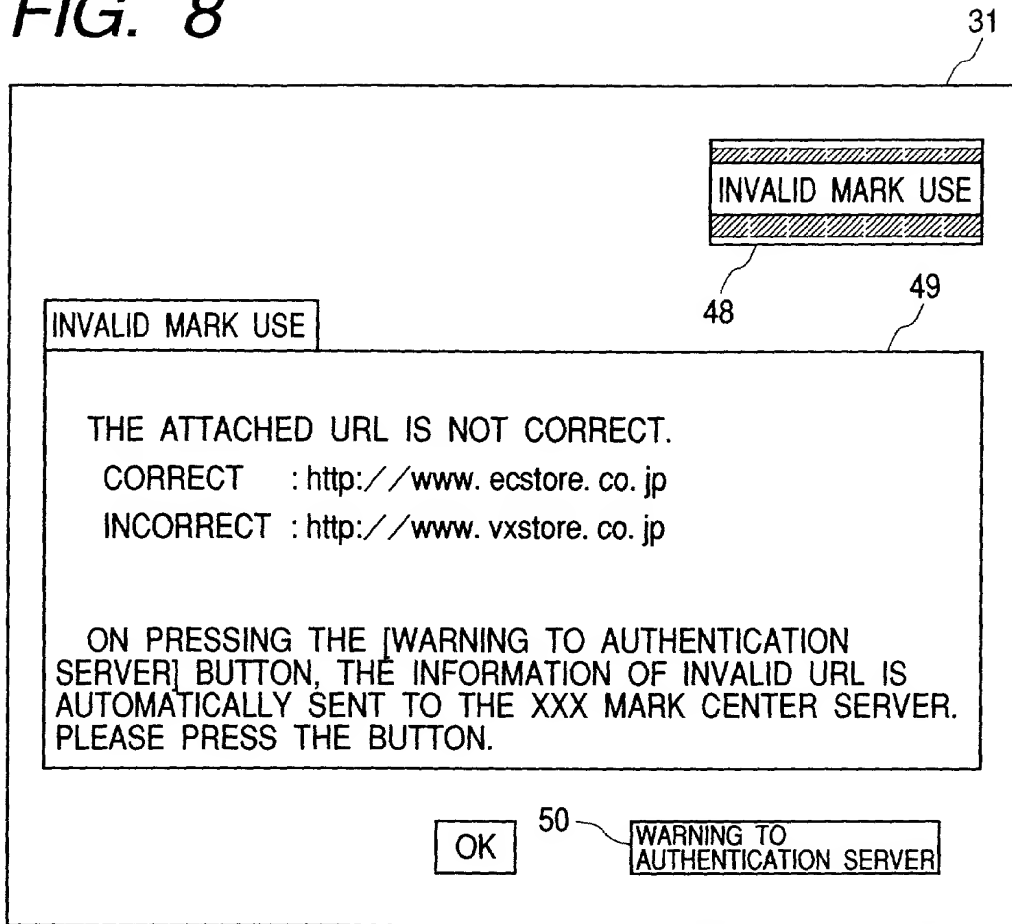 FIG. 8
31
INVALID MARK USE
48
49
INVALID MARK USE
THE ATTACHED URL IS NOT CORRECT.
CORRECT : http://www. ecstore. co. jp
INCORRECT : http://www. vxstore. co. jp
ON PRESSING THE [WARNING TO AUTHENTICATION
SERVER] BUTTON, THE INFORMATION OF INVALID URL IS
AUTOMATICALLY SENT TO THE XXX MARK CENTER SERVER.
PLEASE PRESS THE BUTTON.
OK
50
WARNING TO
AUTHENTICATION SERVER